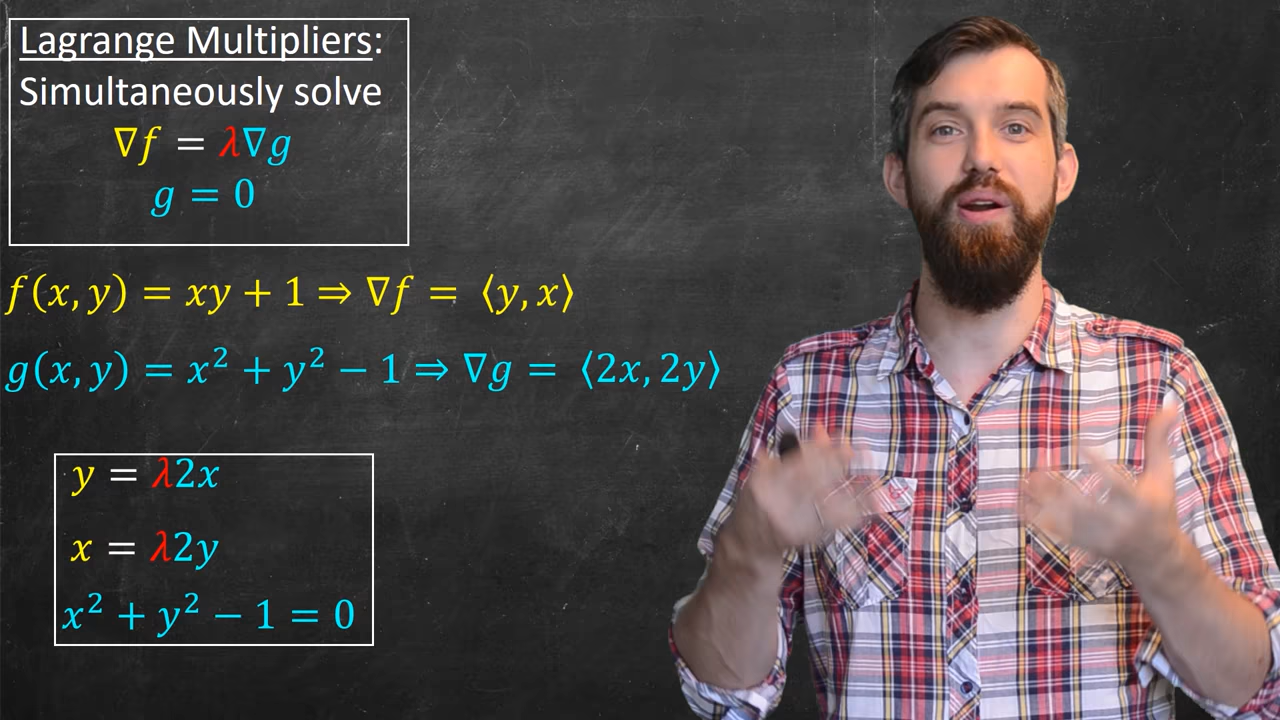 Lagrange Multipliers:
Simultaneously solve
∇f = λ∇g
g = 0
f(x, y) = xy + 1 ⇒ ∇f = ⟨y, x⟩
g(x, y) = x² + y² − 1 ⇒ ∇g = ⟨2x, 2y⟩
y = λ2x
x = λ2y
x² + y² − 1 = 0